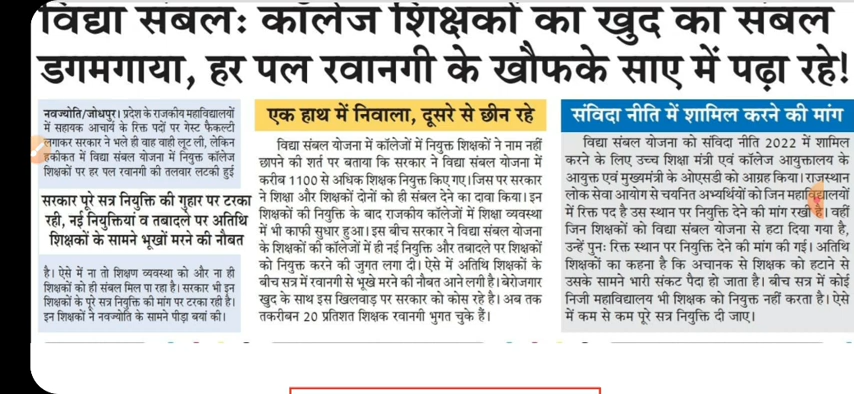 विद्या संबलः कॉलेज शिक्षकों का खुद का संबल
डगमगाया, हर पल रवानगी के खौफके साए में पढ़ा रहे!
नवज्योति/जोधपुर। प्रदेश के राजकीय महाविद्यालयों
में सहायक आचार्य के रिक्त पदों पर गेस्ट फैकल्टी
लगाकर सरकार ने भले ही वाह वाही लूट ली, लेकिन
हकीकत में विद्या संबल योजना में नियुक्त कॉलेज
शिक्षकों पर हर पल रवानगी की तलवार लटकी हुई
सरकार पूरे सत्र नियुक्ति की गुहार पर टरका
रही, नई नियुक्तियां व तबादले पर अतिथि
शिक्षकों के सामने भूखों मरने की नौबत
है। ऐसे में ना तो शिक्षण व्यवस्था को और ना ही
शिक्षकों को ही संबल मिल पा रहा है। सरकार भी इन
शिक्षकों के पूरे सत्र नियुक्ति की मांग पर टरका रही है।
इन शिक्षकों ने नवज्योति के सामने पीड़ा बयां की।
एक हाथ में निवाला, दूसरे से छीन रहे
विद्या संबल योजना में कॉलेजों में नियुक्त शिक्षकों ने नाम नहीं
छापने की शर्त पर बताया कि सरकार ने विद्या संबल योजना में
करीब 1100 से अधिक शिक्षक नियुक्त किए गए। जिस पर सरकार
ने शिक्षा और शिक्षकों दोनों को ही संबल देने का दावा किया। इन
शिक्षकों की नियुक्ति के बाद राजकीय कॉलेजों में शिक्षा व्यवस्था
में भी काफी सुधार हुआ। इस बीच सरकार ने विद्या संबल योजना
के शिक्षकों की कॉलेजों में ही नई नियुक्ति और तबादले पर शिक्षकों
को नियुक्त करने की जुगत लगा दी। ऐसे में अतिथि शिक्षकों के
बीच सत्र में रवानगी से भूखे मरने की नौबत आने लगी है। बेरोजगार
खुद के साथ इस खिलवाड़ पर सरकार को कोस रहे है। अब तक
तकरीबन 20 प्रतिशत शिक्षक रवानगी भुगत चुके हैं।
संविदा नीति में शामिल करने की मांग
विद्या संबल योजना को संविदा नीति 2022 में शामिल
करने के लिए उच्च शिक्षा मंत्री एवं कॉलेज आयुक्तालय के
आयुक्त एवं मुख्यमंत्री के ओएसडी को आग्रह किया। राजस्थान
लोक सेवा आयोग से चयनित अभ्यर्थियों को जिन महाविद्यालयों
में रिक्त पद है उस स्थान पर नियुक्ति देने की मांग रखी है। वहीं
जिन शिक्षकों को विद्या संबल योजना से हटा दिया गया है,
उन्हें पुनः रिक्त स्थान पर नियुक्ति देने की मांग की गई। अतिथि
शिक्षकों का कहना है कि अचानक से शिक्षक को हटाने से
उसके सामने भारी संकट पैदा हो जाता है। बीच सत्र में कोई
निजी महाविद्यालय भी शिक्षक को नियुक्त नहीं करता है। ऐसे
में कम से कम पूरे सत्र नियुक्ति दी जाए।